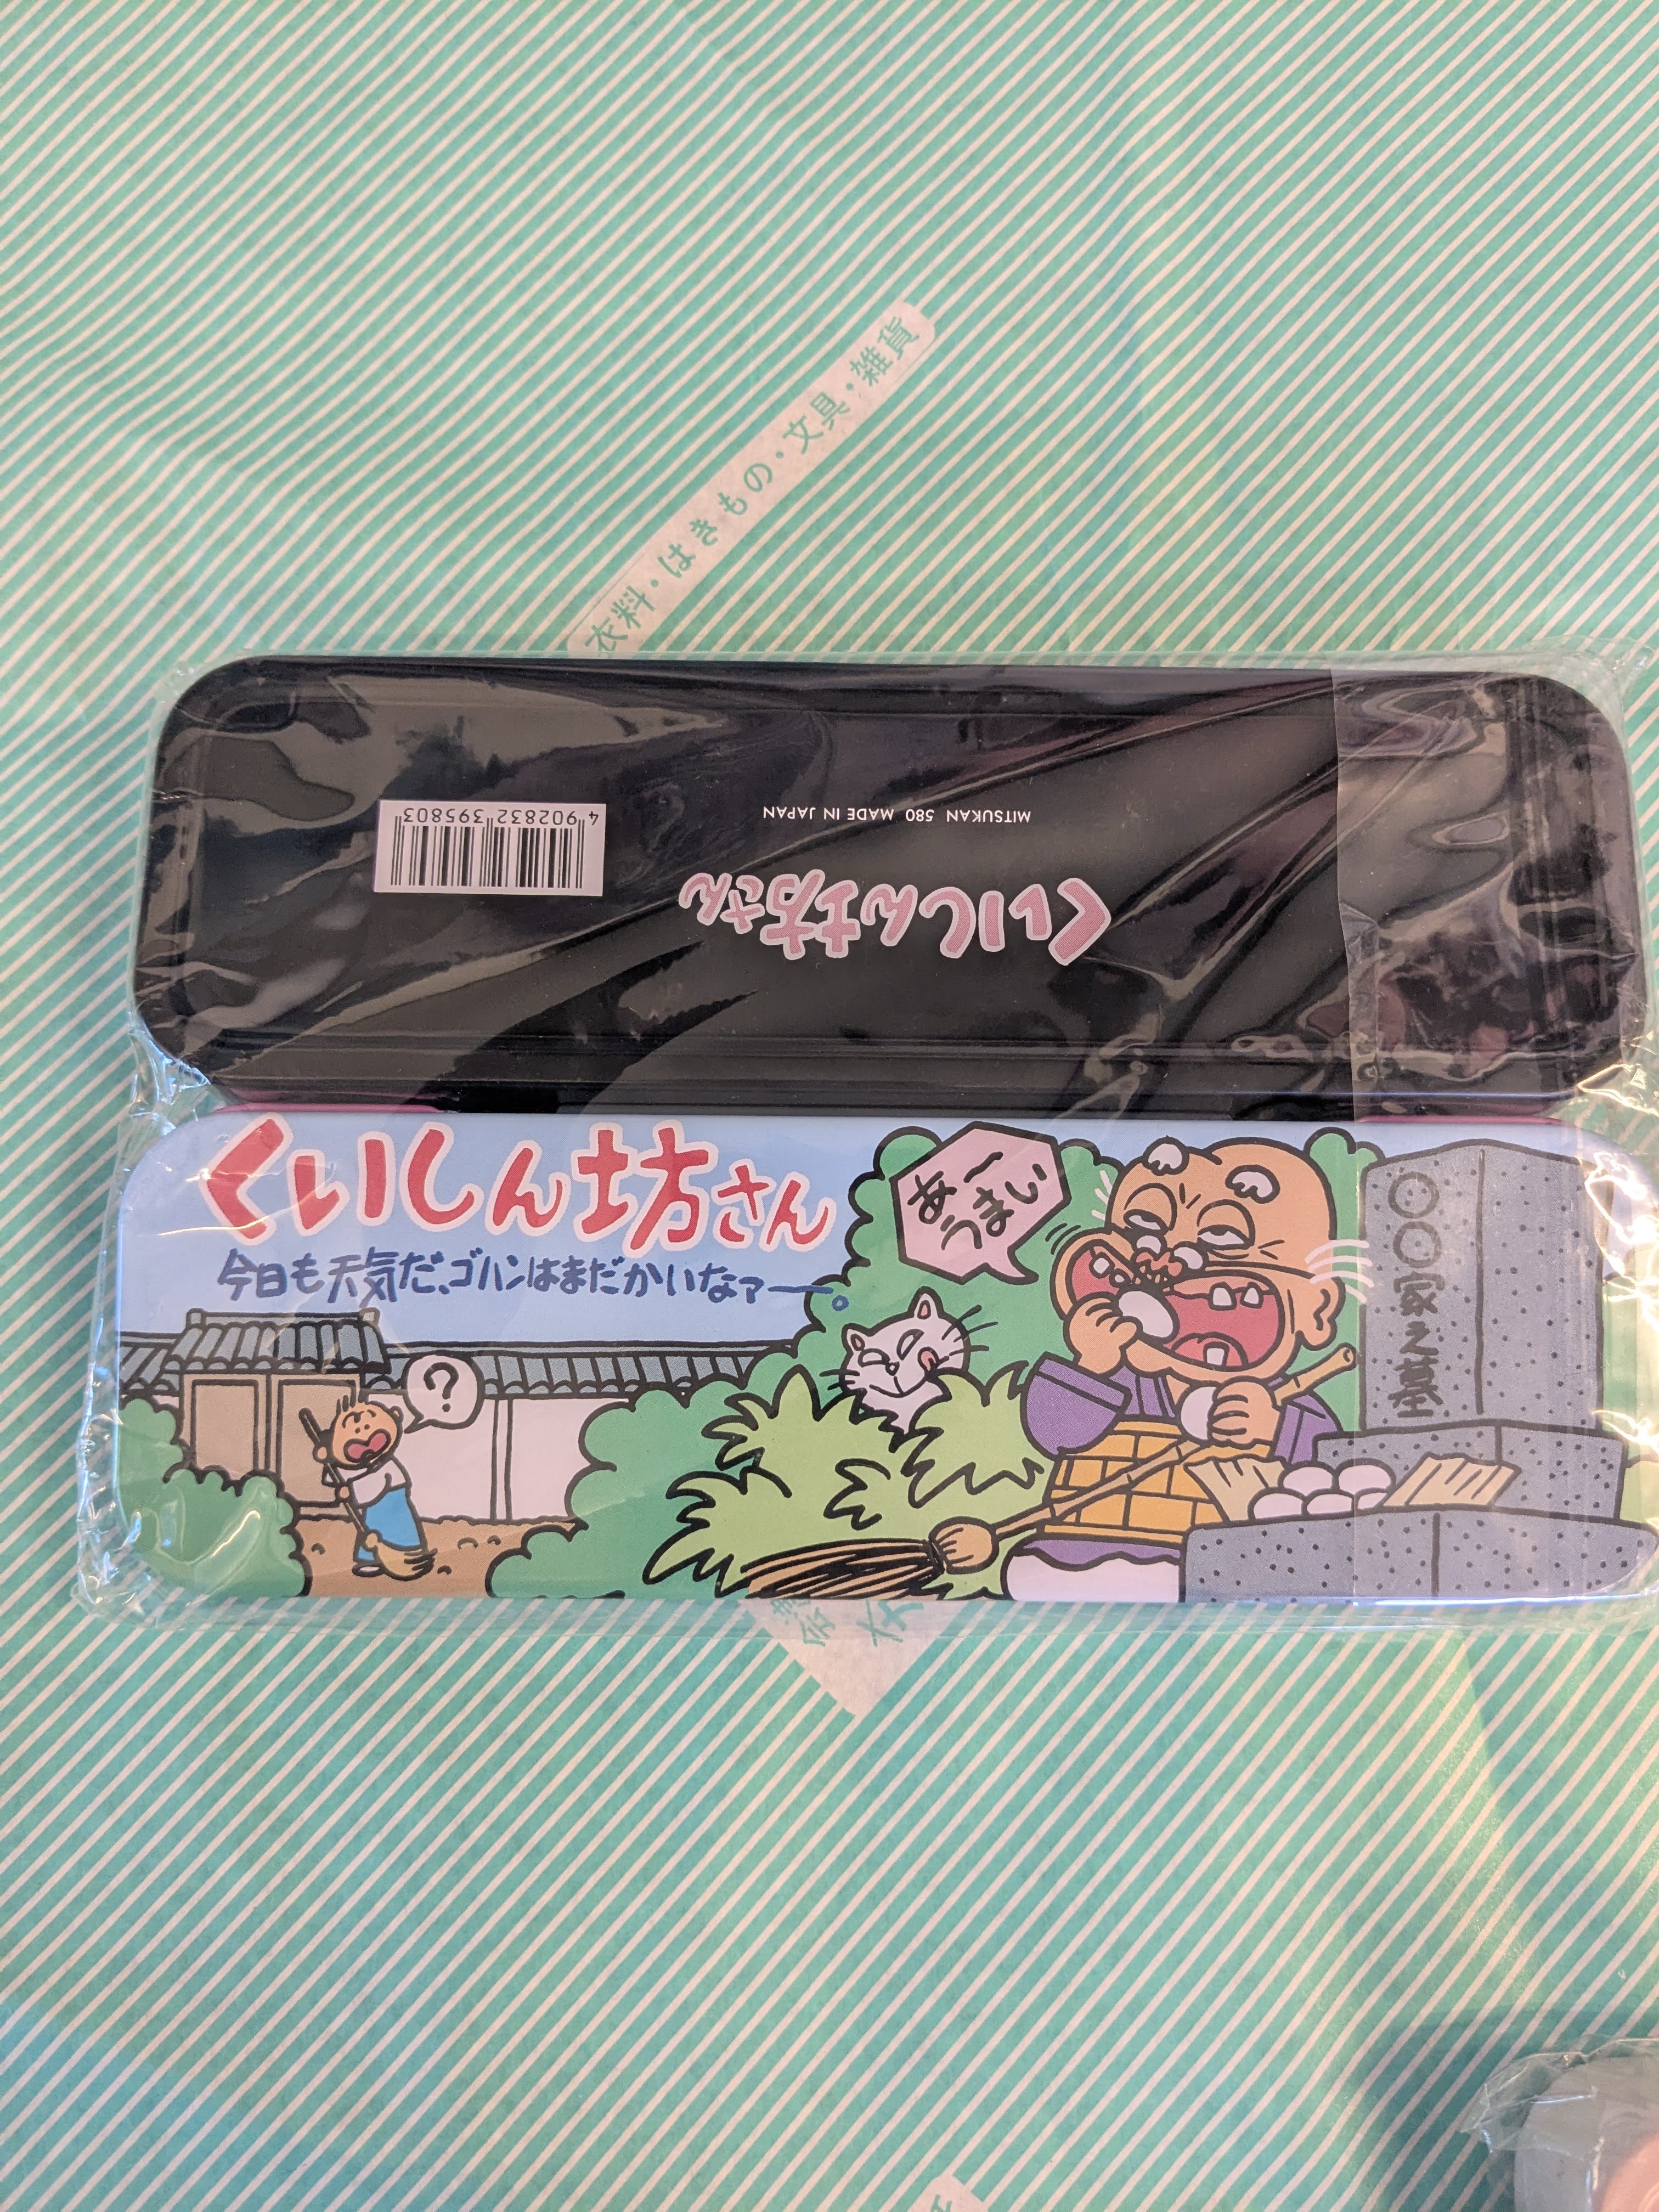 衣料・はきもの・文具・雑貨
4 902832 395803
MITSUKAN 580 MADE IN JAPAN
くいしん坊さん
くいしん坊さん
今日も天気だ、ゴハンはまだかいなァー。
?
あー
うまい
〇〇家之墓